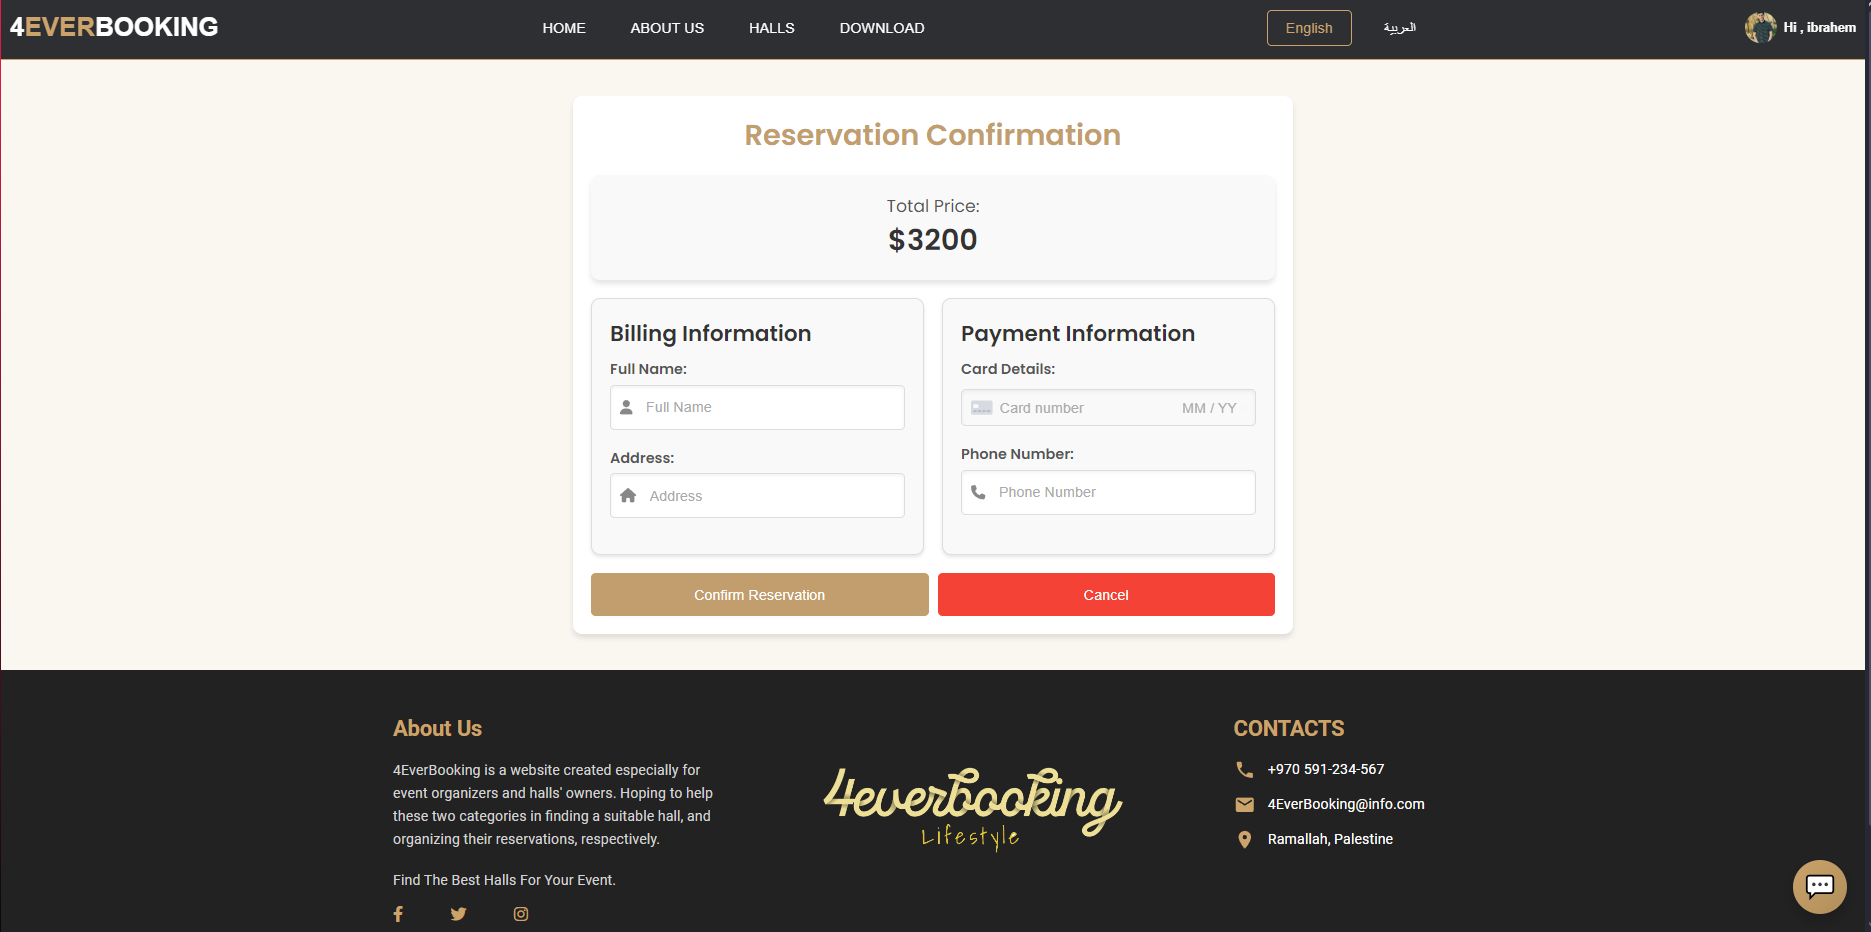 4EVERBOOKING
HOME
ABOUT US
HALLS
DOWNLOAD
English
العربية
Hi , ibrahem
Reservation Confirmation
Total Price:
$3200
Billing Information
Full Name:
Full Name
Address:
Address
Payment Information
Card Details:
Card number
MM / YY
Phone Number:
Phone Number
Confirm Reservation
Cancel
About Us
4EverBooking is a website created especially for
event organizers and halls' owners. Hoping to help
these two categories in finding a suitable hall, and
organizing their reservations, respectively.
Find The Best Halls For Your Event.
4everbooking
Lifestyle
CONTACTS
+970 591-234-567
4EverBooking@info.com
Ramallah, Palestine